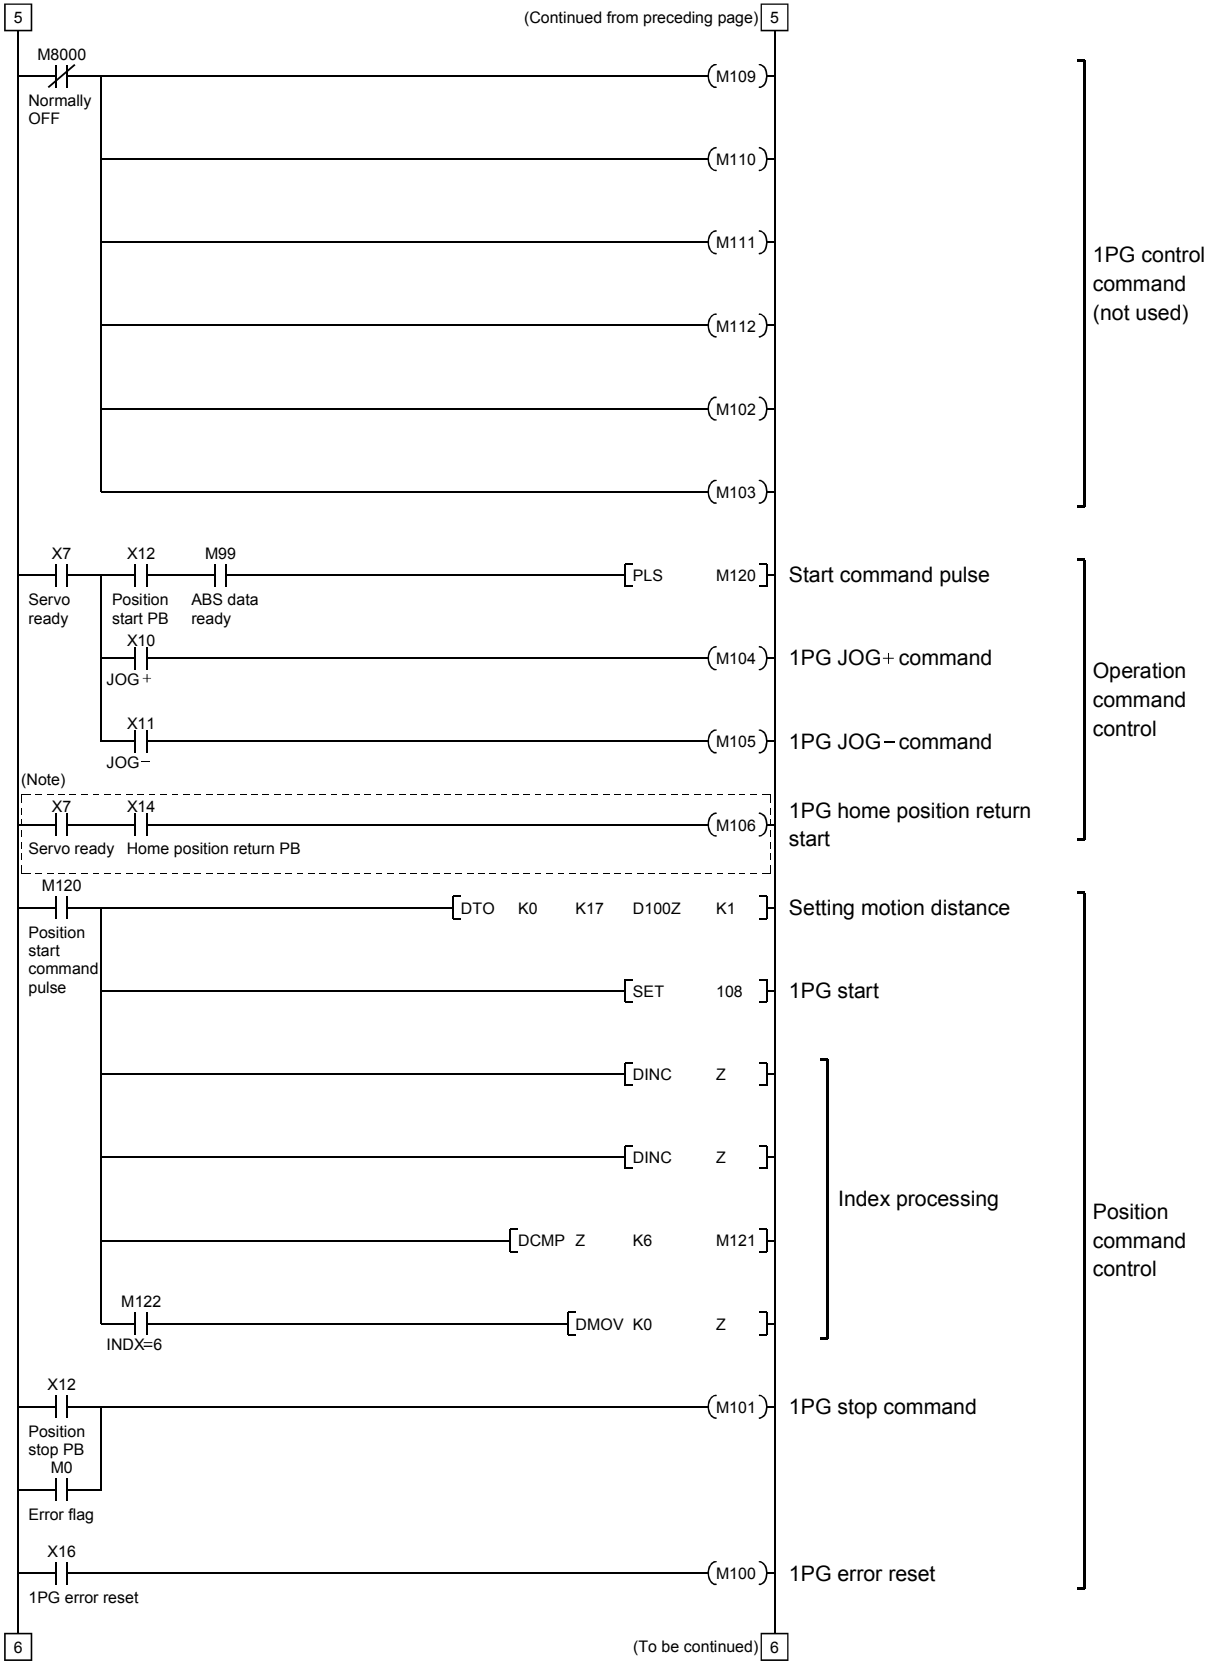 5
(Continued from preceding page) 5
M8000
Normally
OFF
M109
M110
M111
M112
M102
M103
1PG control
command
(not used)
X7 X12 M99
Servo
ready
Position
start PB
ABS data
ready
PLS M120
Start command pulse
X10
JOG+
M104
1PG JOG+ command
X11
JOG−
M105
1PG JOG− command
Operation
command
control
(Note)
X7 X14
Servo ready Home position return PB
M106
1PG home position return
start
M120
Position
start
command
pulse
DTO K0 K17 D100Z K1
Setting motion distance
SET 108
1PG start
DINC Z
DINC Z
DCMP Z K6 M121
M122
INDX=6
DMOV K0 Z
Index processing
Position
command
control
X12
Position
stop PB
M101
1PG stop command
M0
Error flag
X16
1PG error reset
M100
1PG error reset
6
(To be continued) 6